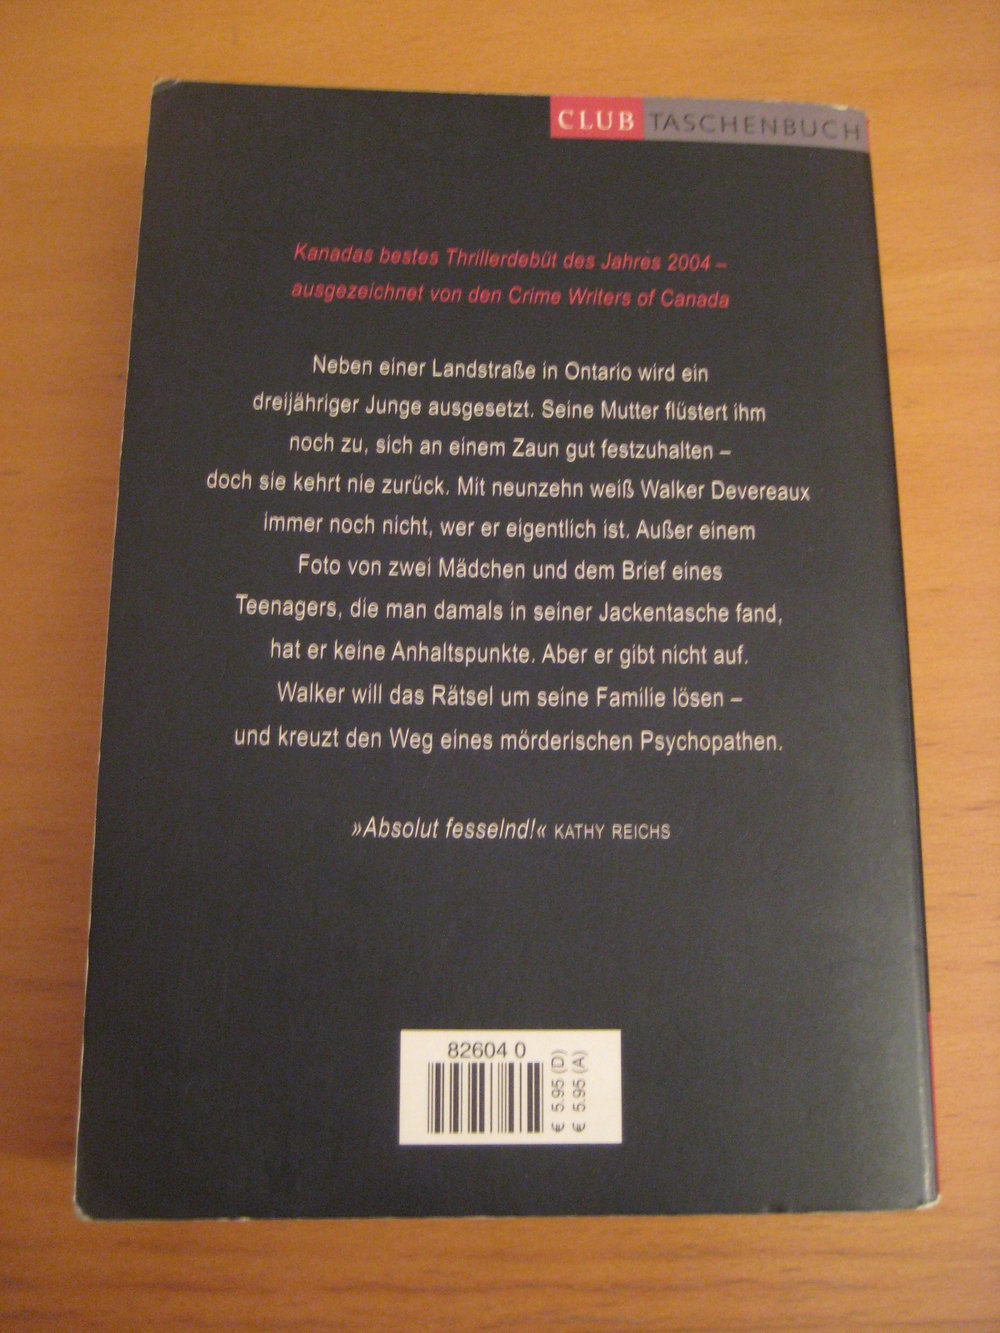 CLUB TASCHENBUCH
Kanadas bestes Thrillerdebüt des Jahres 2004 –
ausgezeichnet von den Crime Writers of Canada
Neben einer Landstraße in Ontario wird ein
dreijähriger Junge ausgesetzt. Seine Mutter flüstert ihm
noch zu, sich an einem Zaun gut festzuhalten –
doch sie kehrt nie zurück. Mit neunzehn weiß Walker Devereaux
immer noch nicht, wer er eigentlich ist. Außer einem
Foto von zwei Mädchen und dem Brief eines
Teenagers, die man damals in seiner Jackentasche fand,
hat er keine Anhaltspunkte. Aber er gibt nicht auf.
Walker will das Rätsel um seine Familie lösen –
und kreuzt den Weg eines mörderischen Psychopathen.
»Absolut fesselnd!« KATHY REICHS
82604 0
€ 5.95 (D)
€ 5.95 (A)